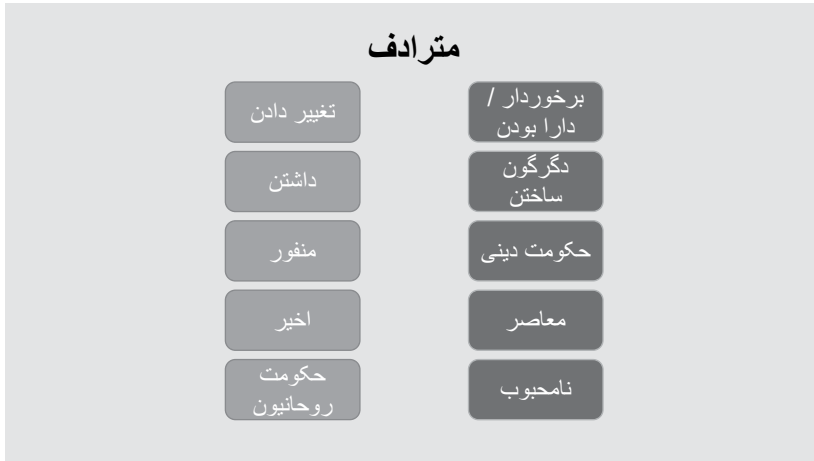 مترادف
برخوردار /
دارا بودن
تغییر دادن
دگرگون
ساختن
داشتن
حکومت دینی
منفور
معاصر
اخیر
نامحبوب
حکومت
روحانیون